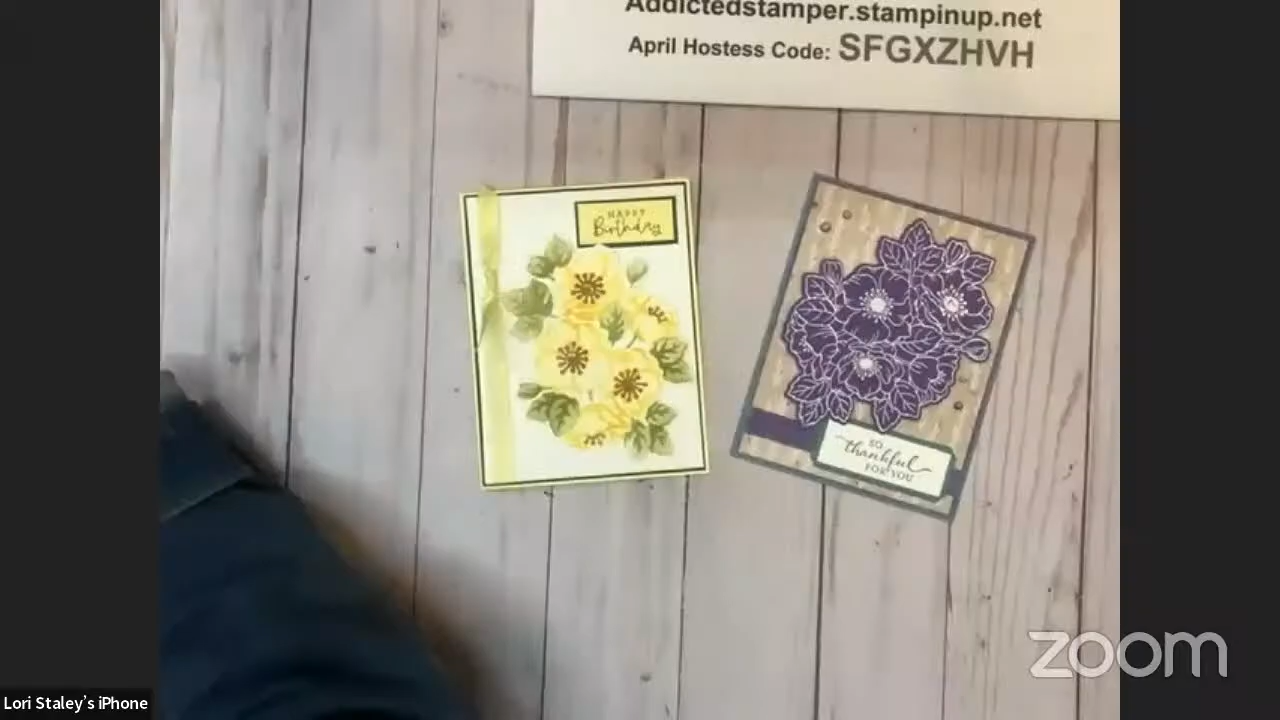 Addictedstamper.stampinup.net
April Hostess Code: SFGXZHVH
HAPPY
Birthday
SO
thankful
FOR YOU
zoom
Lori Staley's iPhone